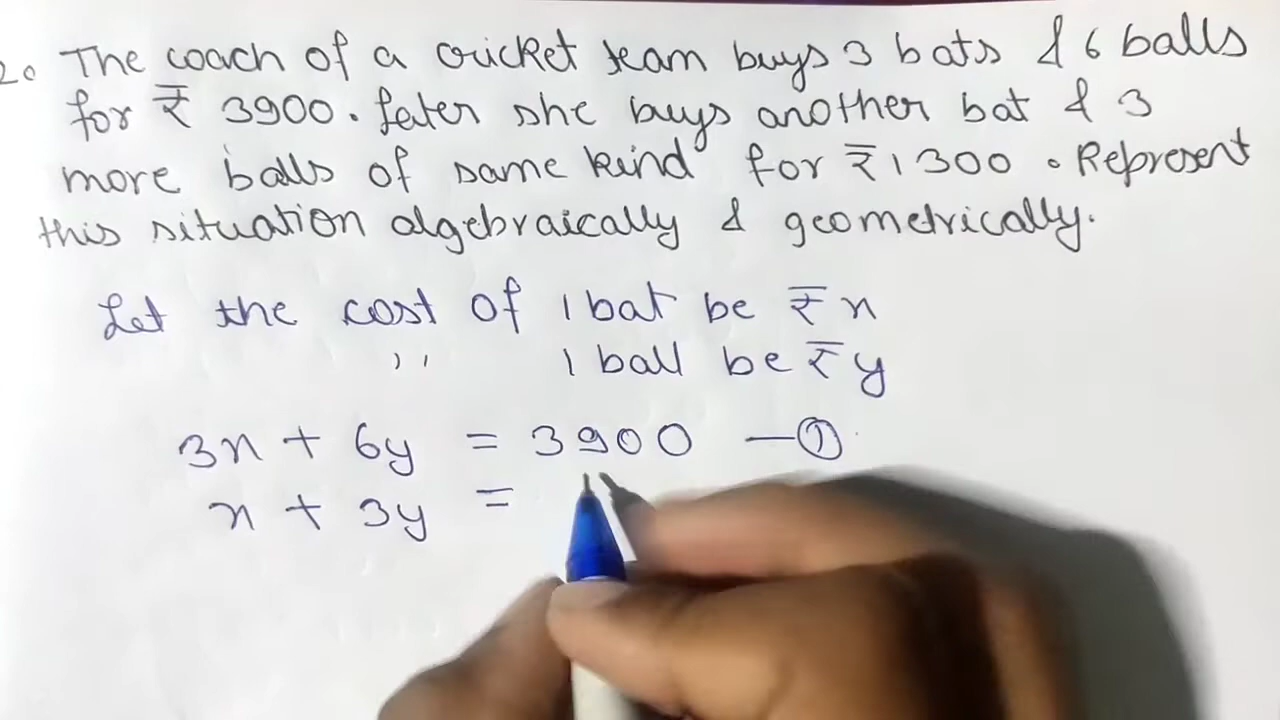 2. The coach of a cricket team buys 3 bats & 6 balls
for ₹ 3900. Later she buys another bat & 3
more balls of same kind for ₹1300. Represent
this situation algebraically & geometrically.
Let the cost of 1 bat be ₹ x
,, 1 ball be ₹ y
3x + 6y = 3900 —①
x + 3y =